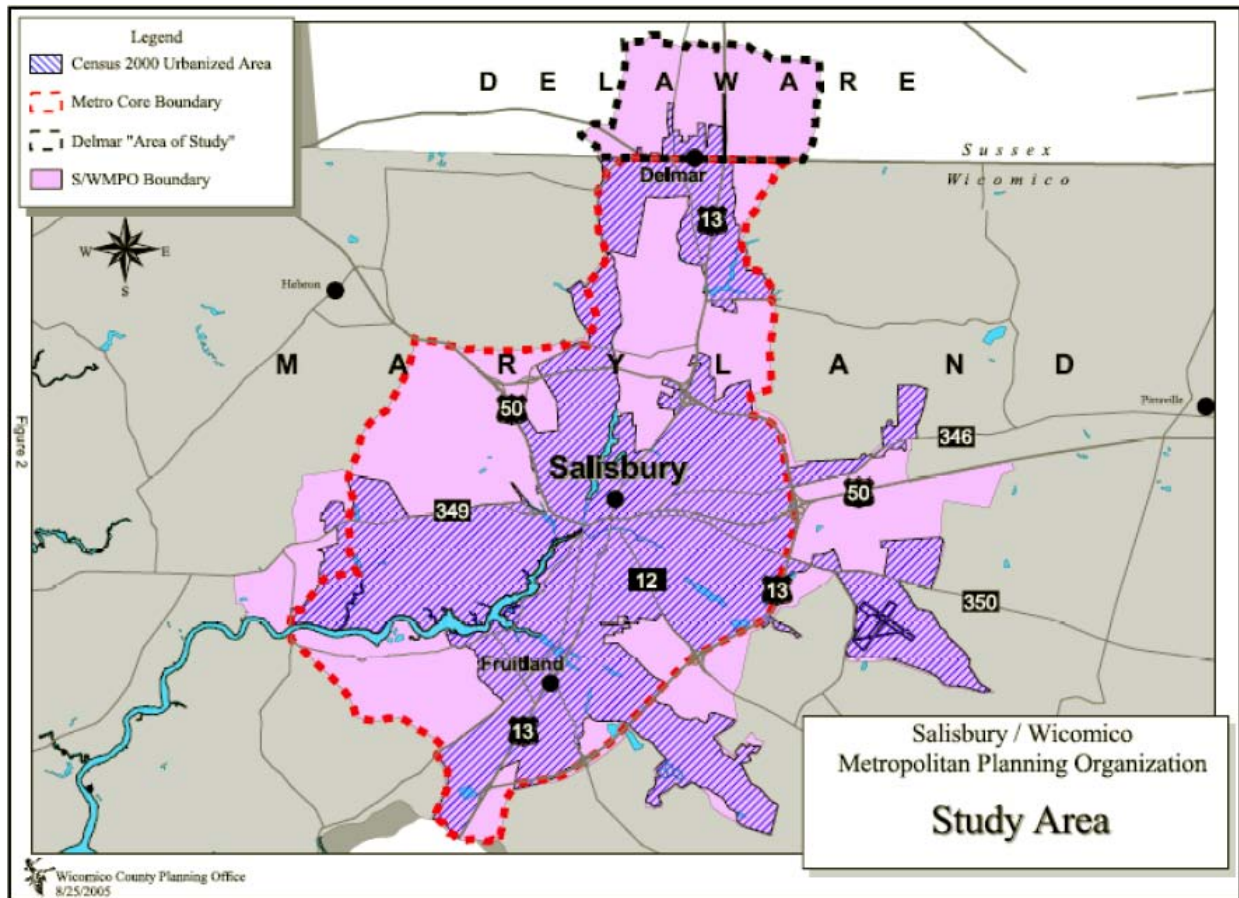 Legend
Census 2000 Urbanized Area
Metro Core Boundary
Delmar "Area of Study"
S/WMPO Boundary
DELAWARE
Sussex
Wicomico
Delmar
13
N
W E
S
Hebron
MARYLAND
50
Pittsville
346
Salisbury
50
349
12
13
350
Fruitland
13
Figure 2
Salisbury / Wicomico
Metropolitan Planning Organization
Study Area
Wicomico County Planning Office
8/25/2005